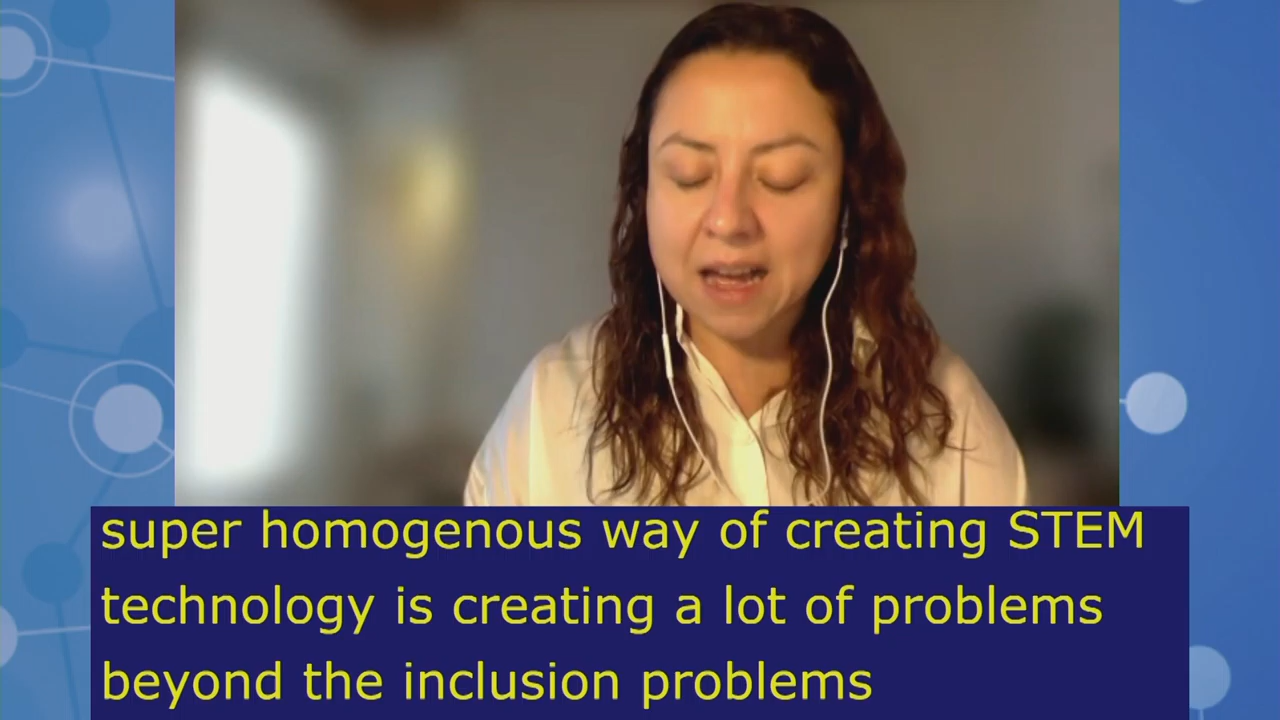 super homogenous way of creating STEM
technology is creating a lot of problems
beyond the inclusion problems